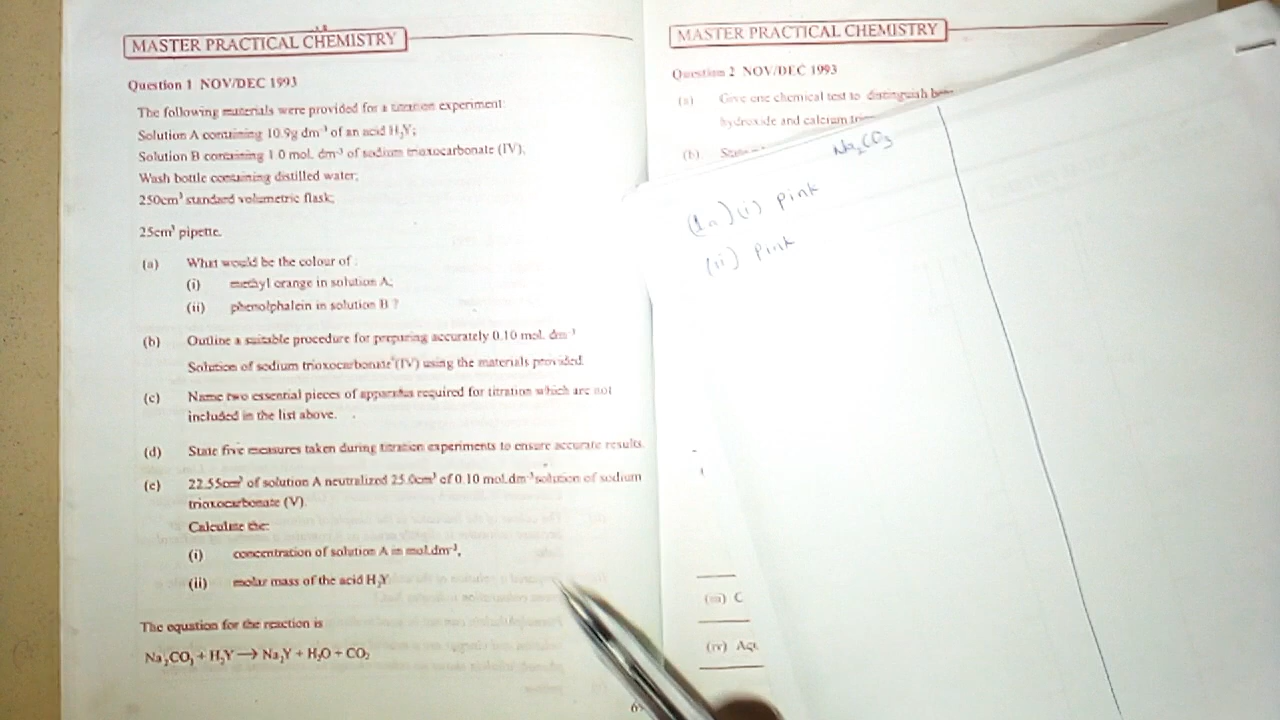 MASTER PRACTICAL CHEMISTRY
Question 1 NOV/DEC 1993
The following materials were provided for a titration experiment:
Solution A containing 10.9g dm⁻³ of an acid H₂Y;
Solution B containing 1.0 mol. dm⁻³ of sodium trioxocarbonate (IV),
Wash bottle containing distilled water;
250cm³ standard volumetric flask;
25cm³ pipette.
(a) What would be the colour of :
(i) methyl orange in solution A;
(ii) phenolphalein in solution B ?
(b) Outline a suitable procedure for preparing accurately 0.10 mol. dm⁻³
Solution of sodium trioxocarbonate (IV) using the materials provided.
(c) Name two essential pieces of apparatus required for titration which are not
included in the list above.
(d) State five measures taken during titration experiments to ensure accurate results.
(e) 22.55cm³ of solution A neutralized 25.0cm³ of 0.10 mol.dm⁻³ solution of sodium
trioxocarbonate (V).
Calculate the:
(i) concentration of solution A in mol.dm⁻³,
(ii) molar mass of the acid H₂Y
The equation for the reaction is
Na₂CO₃ + H₂Y → Na₂Y + H₂O + CO₂
6
MASTER PRACTICAL CHEMISTRY
Question 2 NOV/DEC 1993
(a) Give one chemical test to distinguish
hydroxide and calcium
(b)
Na₂CO₃
(1a) (i) pink
(ii) pink
(iii) C
(iv)